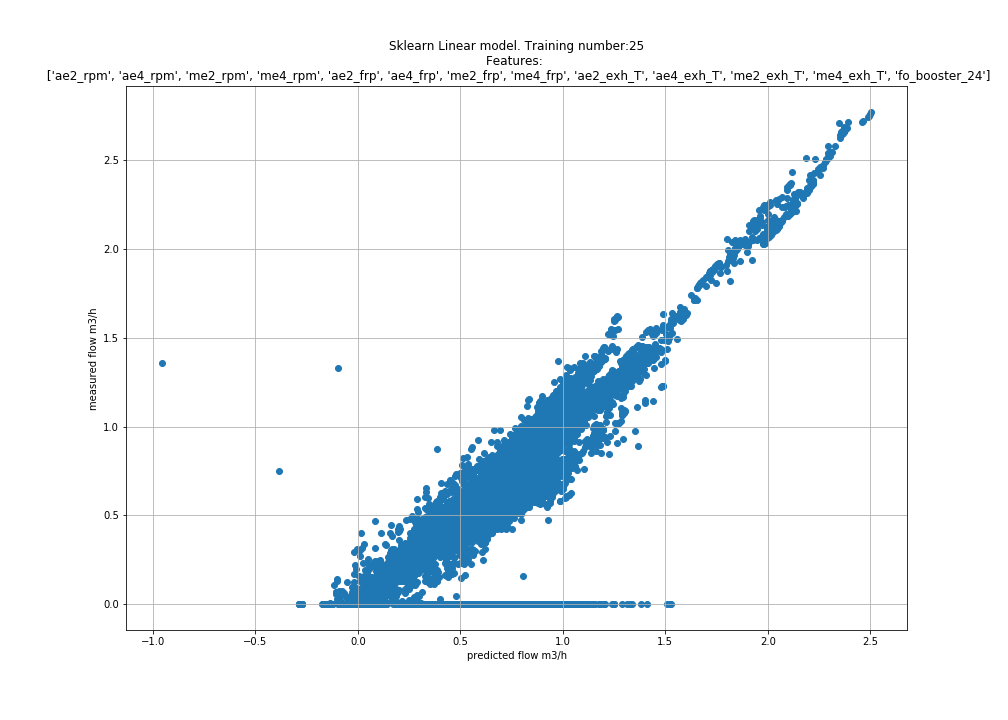 Sklearn Linear model. Training number:25
Features:
['ae2_rpm', 'ae4_rpm', 'me2_rpm', 'me4_rpm', 'ae2_frp', 'ae4_frp', 'me2_frp', 'me4_frp', 'ae2_exh_T', 'ae4_exh_T', 'me2_exh_T', 'me4_exh_T', 'fo_booster_24']
2.5
2.0
1.5
1.0
0.5
0.0
measured flow m3/h
−1.0 −0.5 0.0 0.5 1.0 1.5 2.0 2.5
predicted flow m3/h